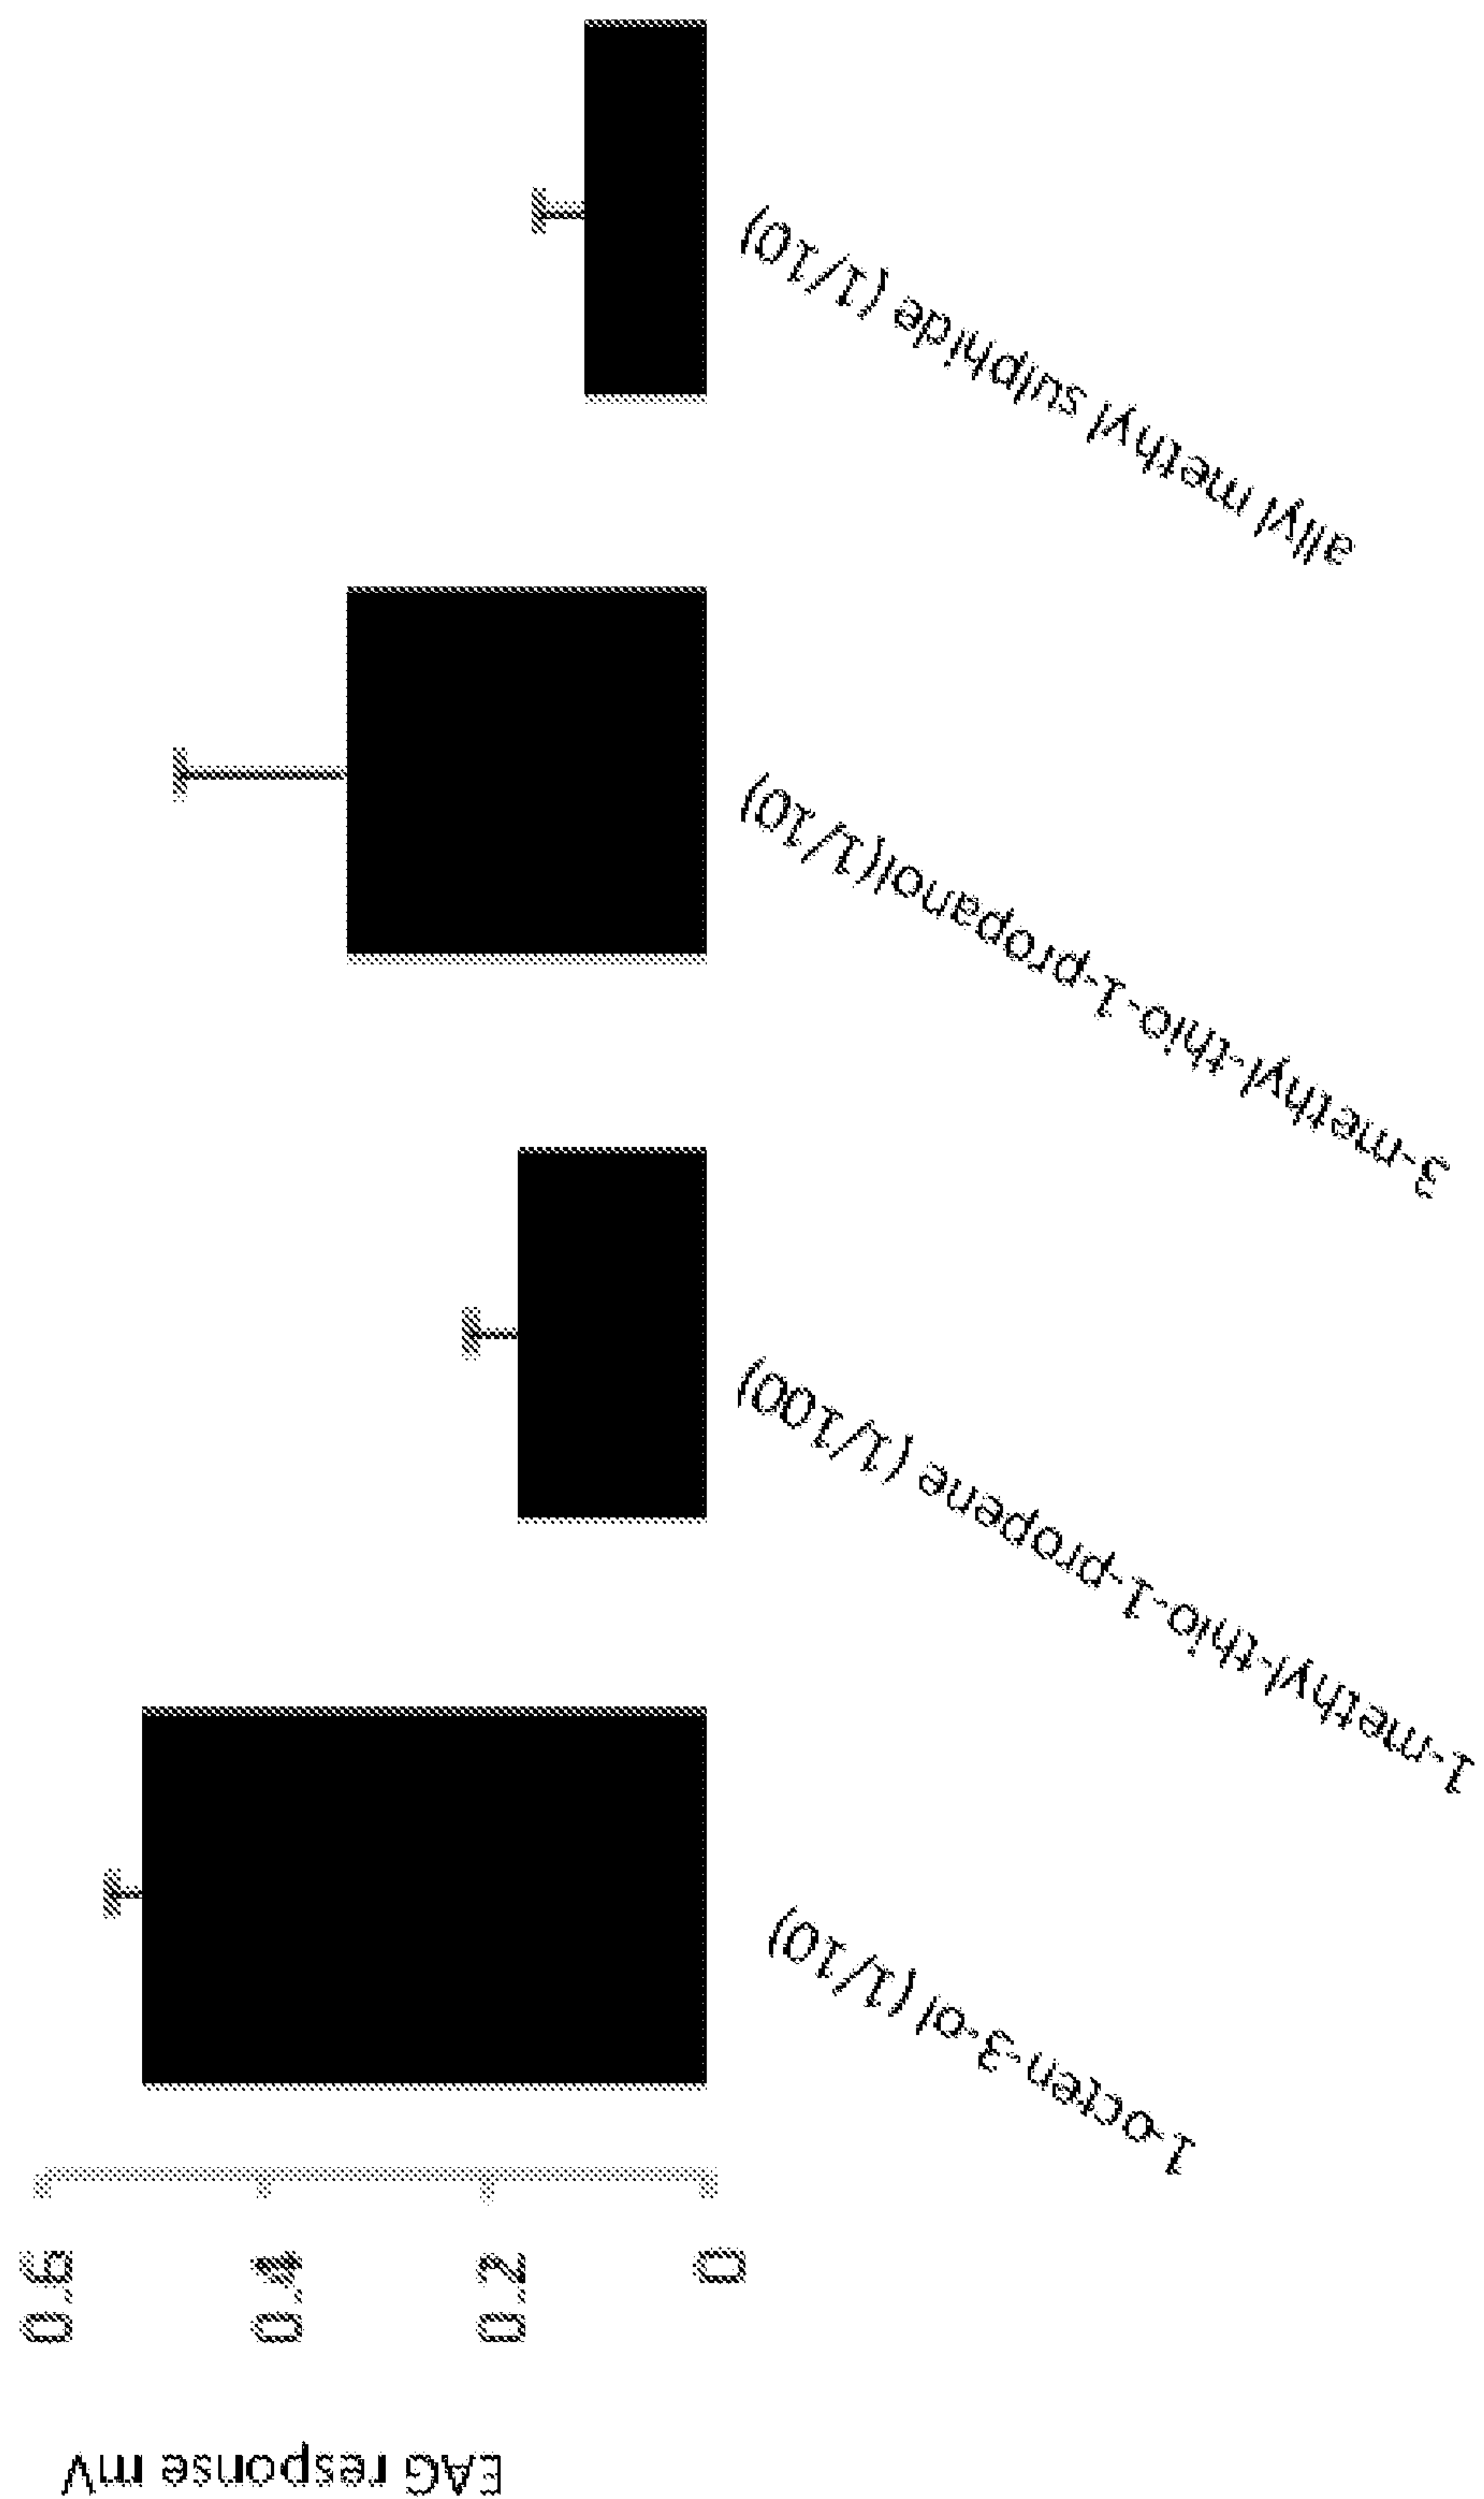 EAG response mV
0.6
0.4
0.2
0
1-octen-3-ol (1/10)
1-methyl-thio-1-propene (1/100)
3-methyl-thio-1-propanol(1/10)
allyl methyl sulphide (1/10)